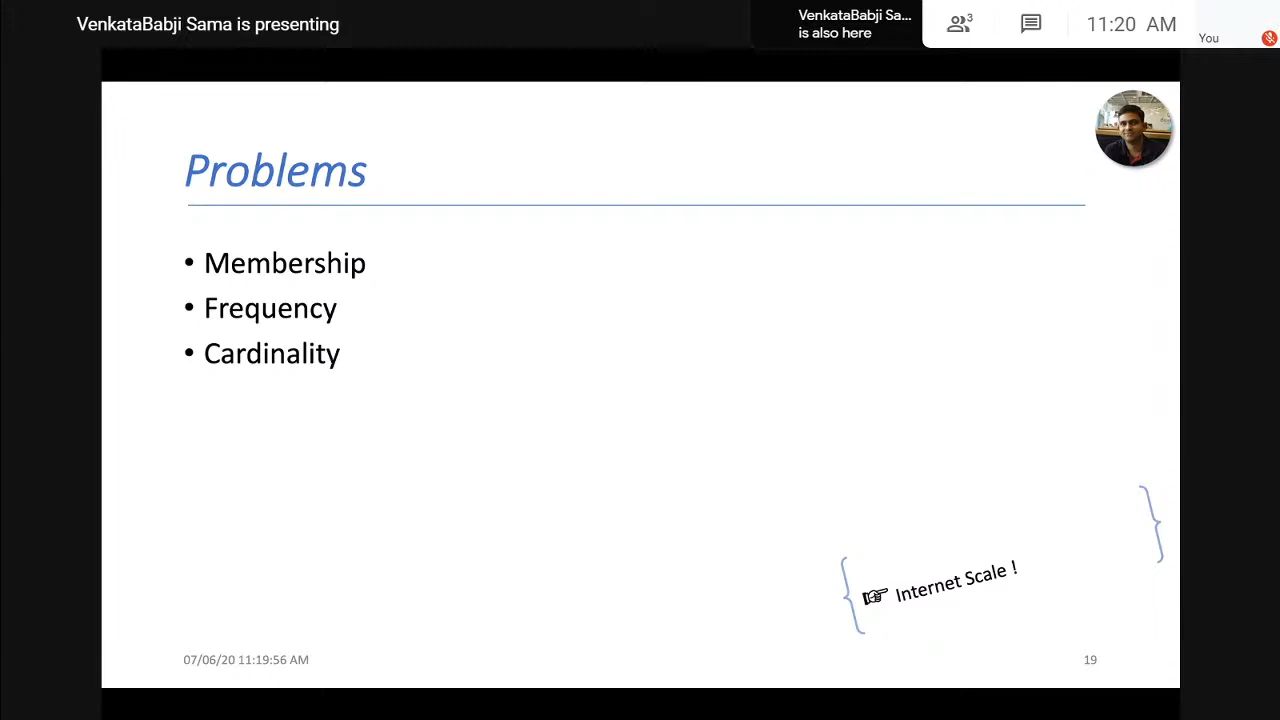 VenkataBabji Sama is presenting
VenkataBabji Sa...
is also here
3
11:20 AM
You
Problems
• Membership
• Frequency
• Cardinality
☞ Internet Scale !
07/06/20 11:19:56 AM
19